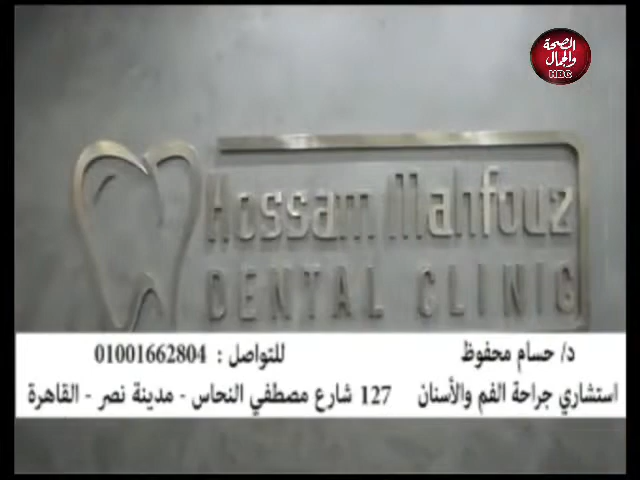 الصحة
والجمال
HBC
Hossam Mahfouz
DENTAL CLINIC
د/ حسام محفوظ
للتواصل : 01001662804
استشاري جراحة الفم والأسنان
127 شارع مصطفي النحاس - مدينة نصر - القاهرة